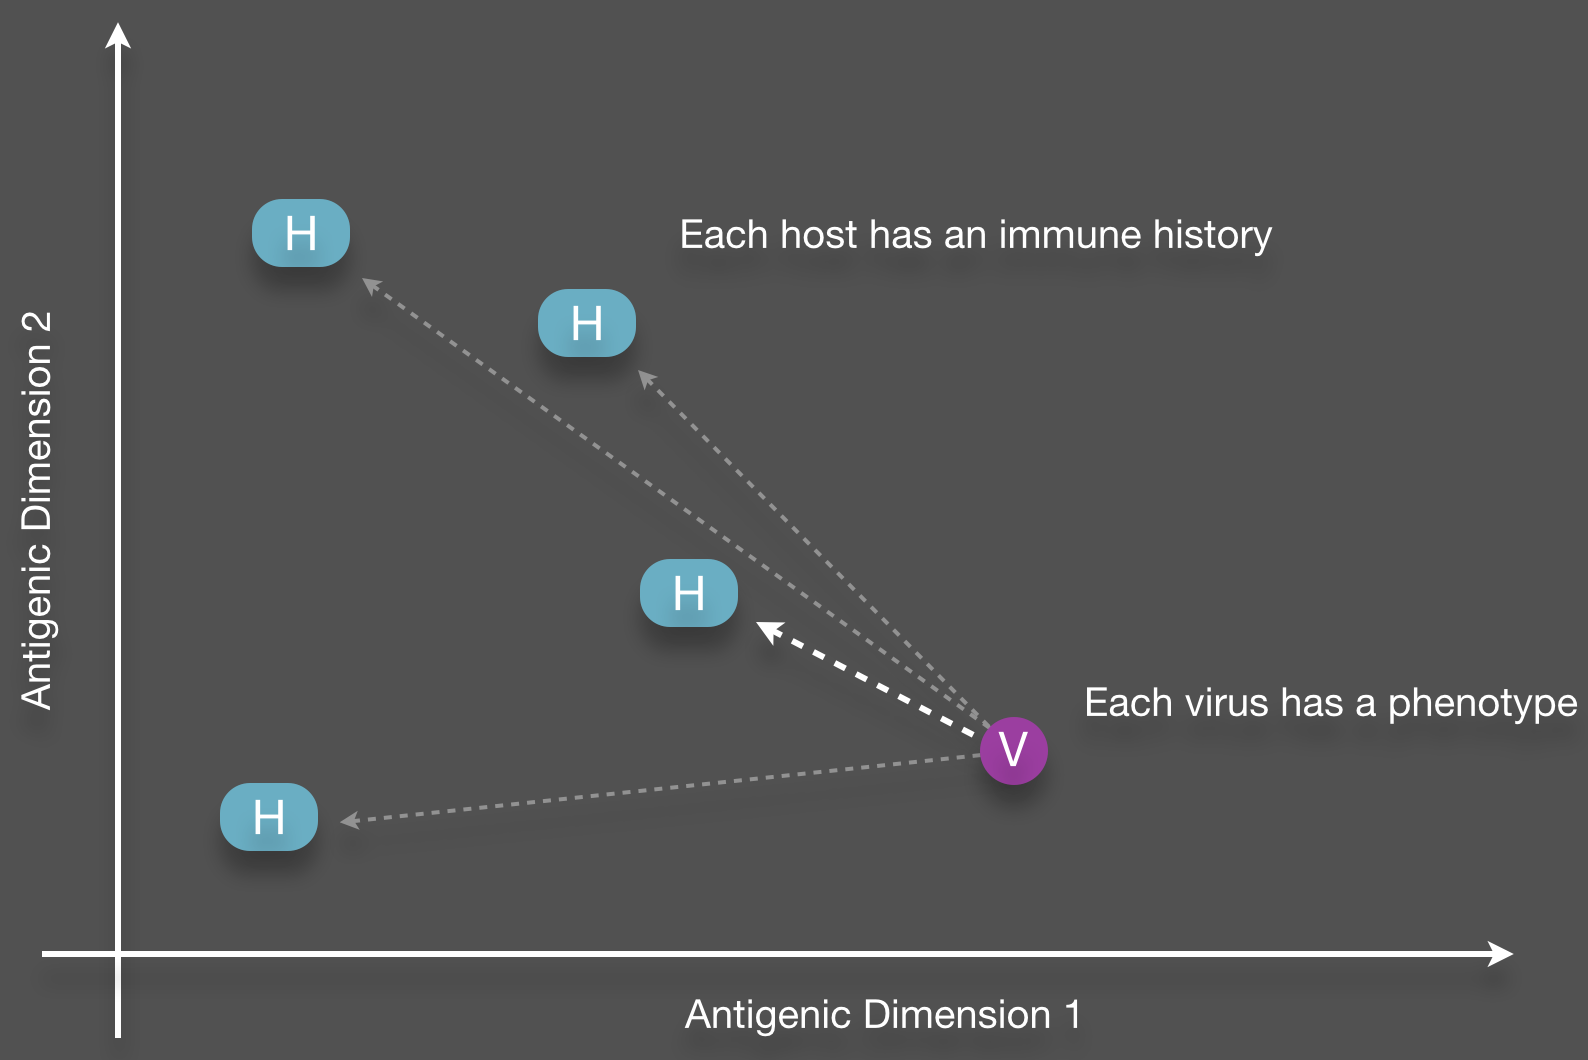 H
Each host has an immune history
H
Antigenic Dimension 2
H
Each virus has a phenotype
V
H
Antigenic Dimension 1